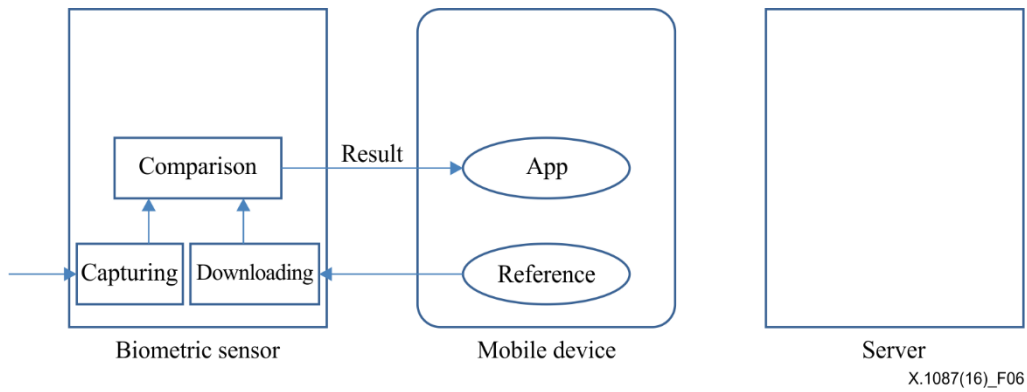 Comparison
Result
App
Capturing
Downloading
Reference
Biometric sensor
Mobile device
Server
X.1087(16)_F06